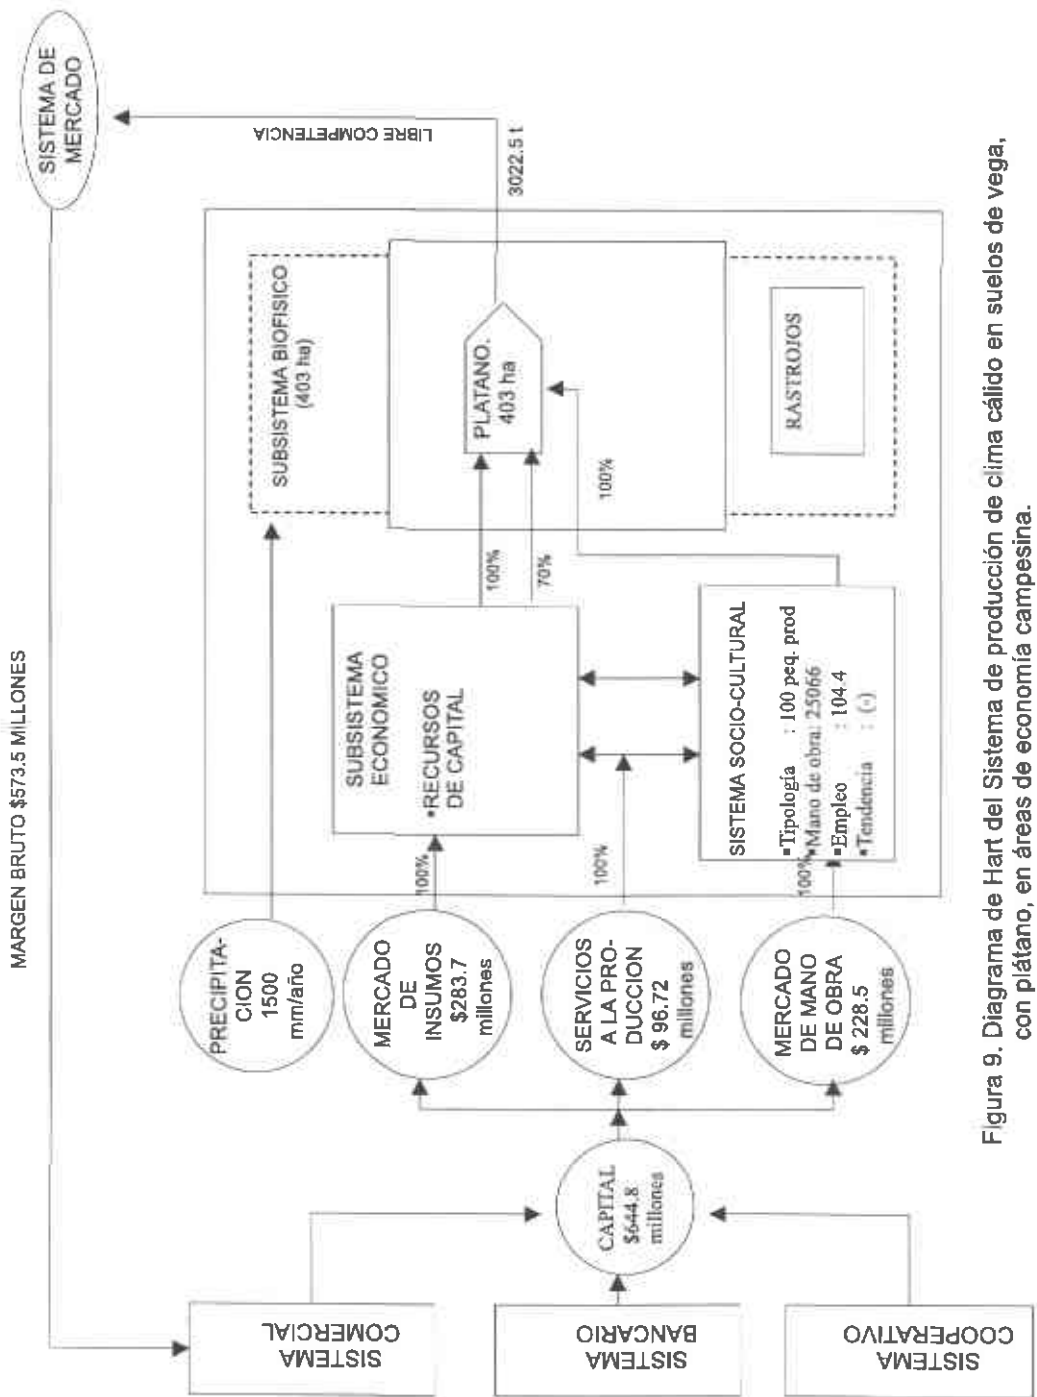 MARGEN BRUTO $573.5 MILLONES
SISTEMA DE
MERCADO
LIBRE COMPETENCIA
3022.5 t
SISTEMA
COMERCIAL
SISTEMA
BANCARIO
SISTEMA
COOPERATIVO
CAPITAL
$644.8
millones
PRECIPITA-
CION
1500
mm/año
MERCADO
DE
INSUMOS
$283.7
millones
SERVICIOS
A LA PRO-
DUCCION
$ 96.72
millones
MERCADO
DE MANO
DE OBRA
$ 228.5
millones
100%
100%
100%
SUBSISTEMA
ECONOMICO
▪RECURSOS
DE CAPITAL
SISTEMA SOCIO-CULTURAL
▪Tipología : 100 peq. prod
▪Mano de obra: 25066
▪Empleo : 104.4
▪Tendencia : (-)
100%
70%
100%
SUBSISTEMA BIOFISICO
(403 ha)
PLATANO.
403 ha
RASTROJOS
Figura 9. Diagrama de Hart del Sistema de producción de clima cálido en suelos de vega,
con plátano, en áreas de economía campesina.